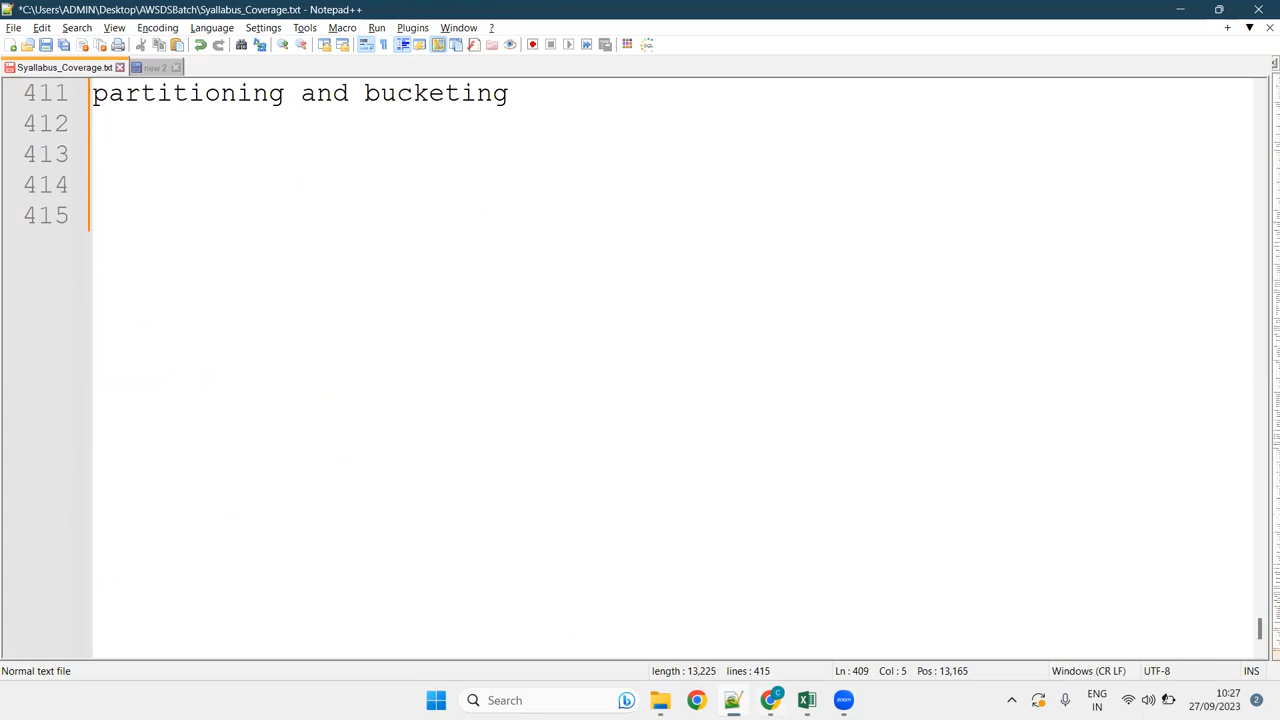 *C:\Users\ADMIN\Desktop\AWSDSBatch\Syallabus_Coverage.txt - Notepad++
File Edit Search View Encoding Language Settings Tools Macro Run Plugins Window ?
Syallabus_Coverage.txt new 2
411 partitioning and bucketing
412
413
414
415
Normal text file length : 13,225 lines : 415 Ln : 409 Col : 5 Pos : 13,165 Windows (CR LF) UTF-8 INS
Search ENG IN 10:27 27/09/2023 2